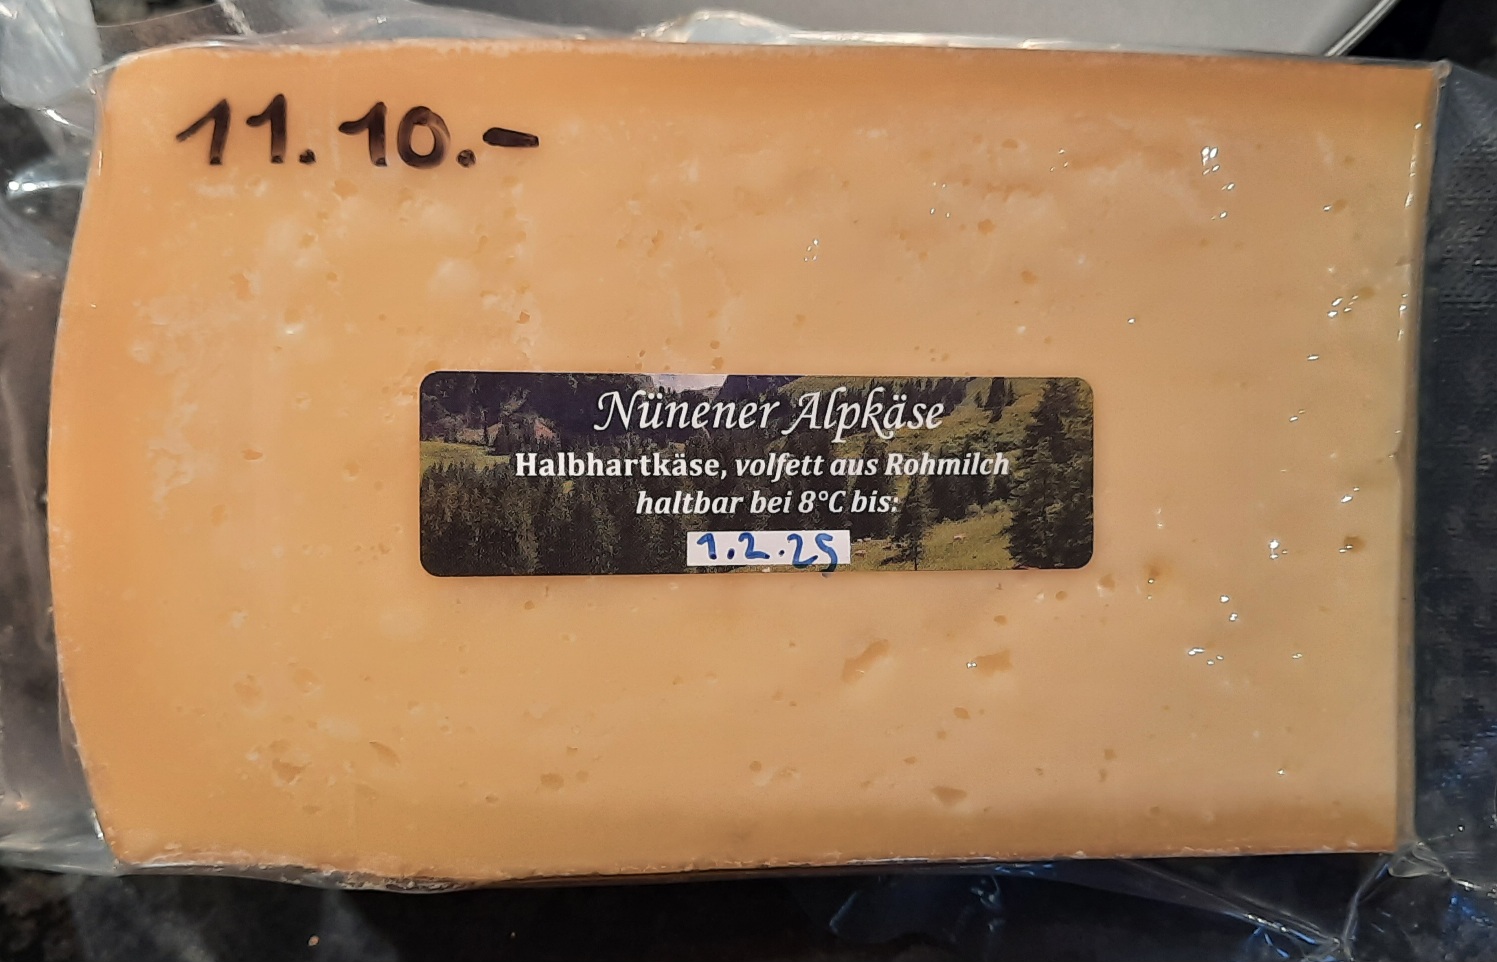 11.10.-
Nünener Alpkäse
Halbhartkäse, volfett aus Rohmilch
haltbar bei 8°C bis:
1.2.25